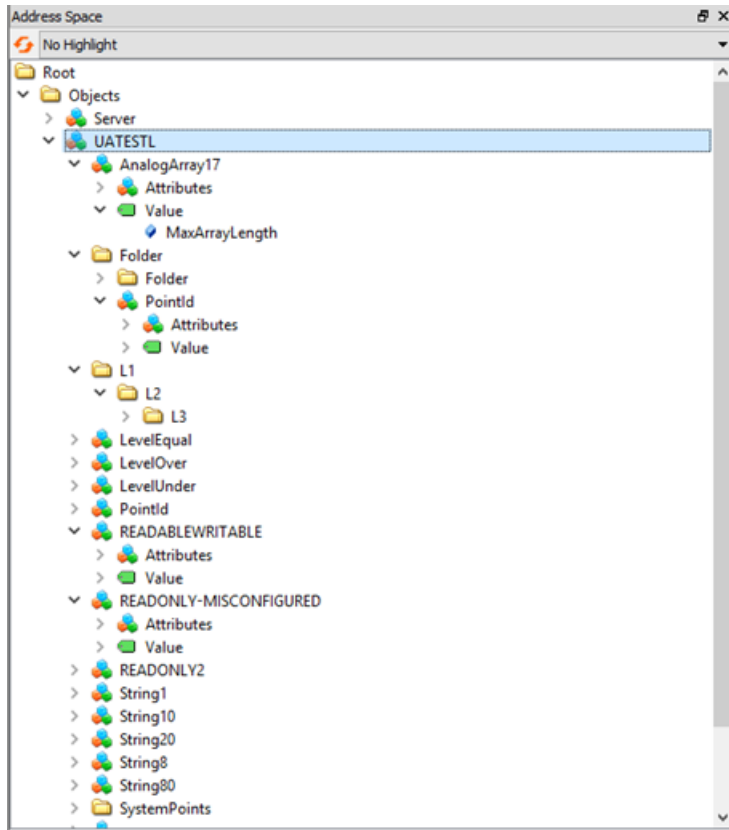 Address Space
No Highlight
Root
Objects
Server
UATESTL
AnalogArray17
Attributes
Value
MaxArrayLength
Folder
Folder
PointId
Attributes
Value
L1
L2
L3
LevelEqual
LevelOver
LevelUnder
PointId
READABLEWRITABLE
Attributes
Value
READONLY-MISCONFIGURED
Attributes
Value
READONLY2
String1
String10
String20
String8
String80
SystemPoints